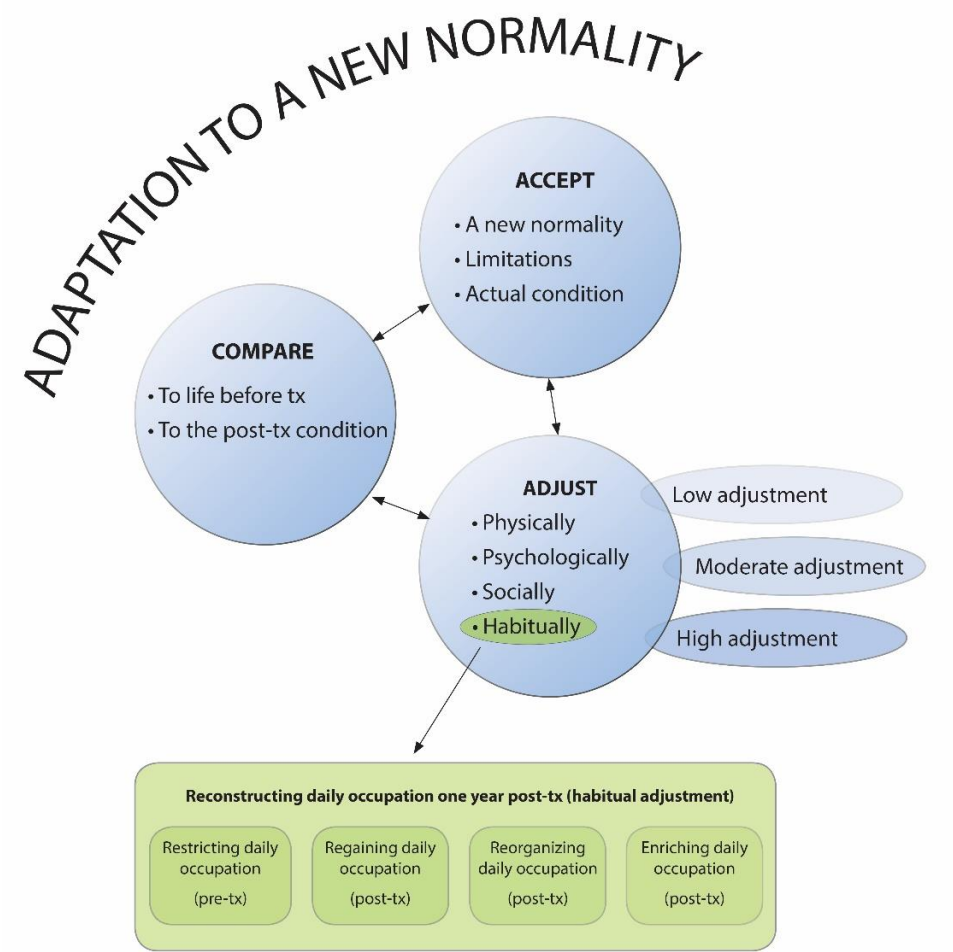 ADAPTATION TO A NEW NORMALITY
ACCEPT
• A new normality
• Limitations
• Actual condition
COMPARE
• To life before tx
• To the post-tx condition
ADJUST
• Physically
• Psychologically
• Socially
• Habitually
Low adjustment
Moderate adjustment
High adjustment
Reconstructing daily occupation one year post-tx (habitual adjustment)
Restricting daily
occupation
(pre-tx)
Regaining daily
occupation
(post-tx)
Reorganizing
daily occupation
(post-tx)
Enriching daily
occupation
(post-tx)